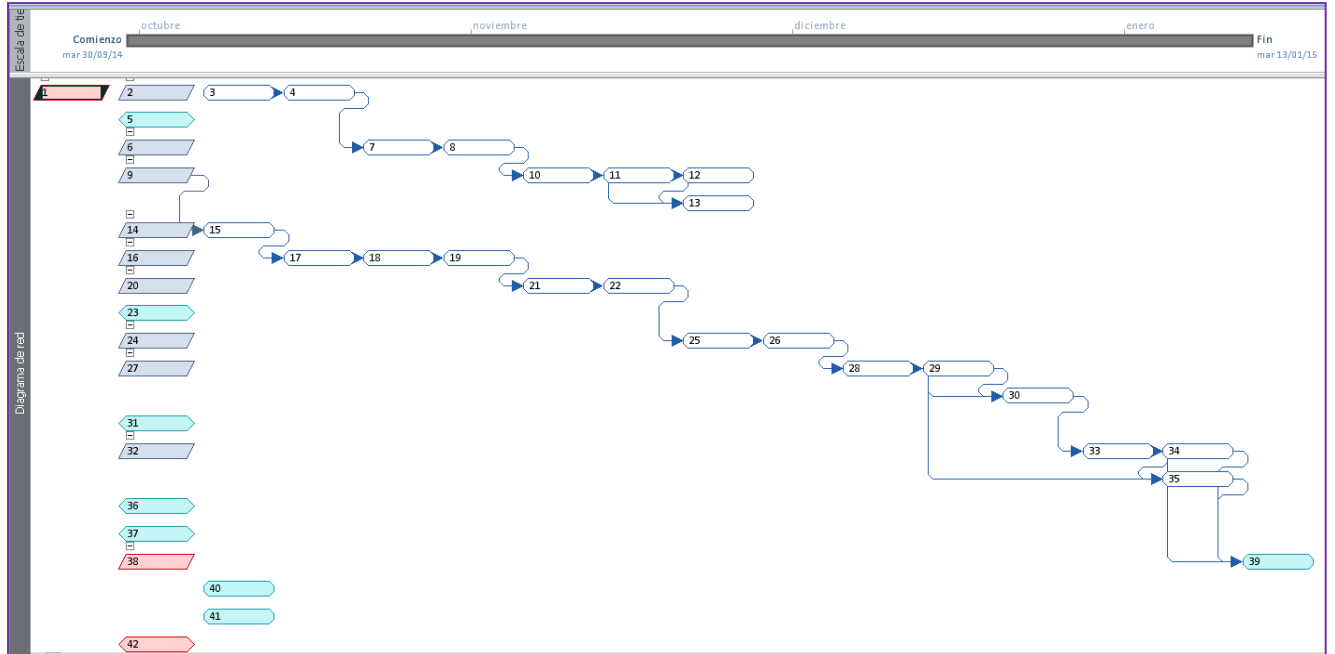 Escala de tie
octubre noviembre diciembre enero
Comienzo
mar 30/09/14
Fin
mar 13/01/15
Diagrama de red
1 2 3 4
5
6 7 8
9 10 11 12
13
14 15
16 17 18 19
20 21 22
23
24 25 26
27 28 29
30
31
32 33 34
35
36
37
38 39
40
41
42